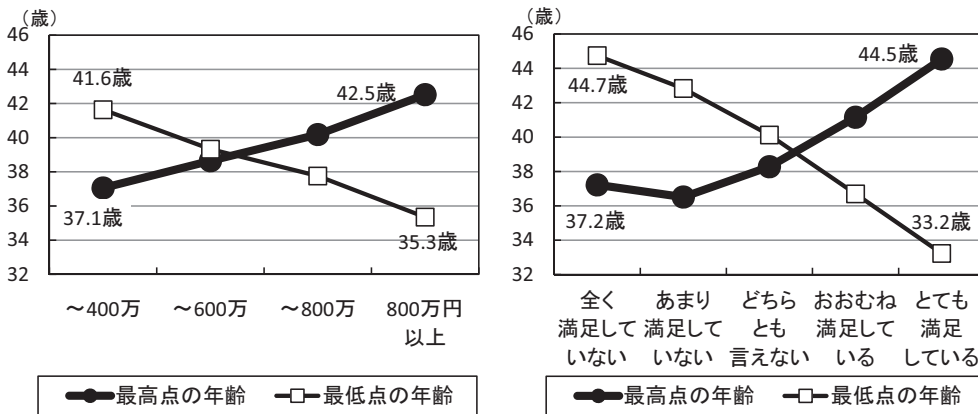 （歳）
46
44
42
40
38
36
34
32
41.6歳
42.5歳
37.1歳
35.3歳
～400万
～600万
～800万
800万円
以上
最高点の年齢
最低点の年齢
（歳）
46
44
42
40
38
36
34
32
44.7歳
44.5歳
37.2歳
33.2歳
全く
満足して
いない
あまり
満足して
いない
どちら
とも
言えない
おおむね
満足して
いる
とても
満足
している
最高点の年齢
最低点の年齢